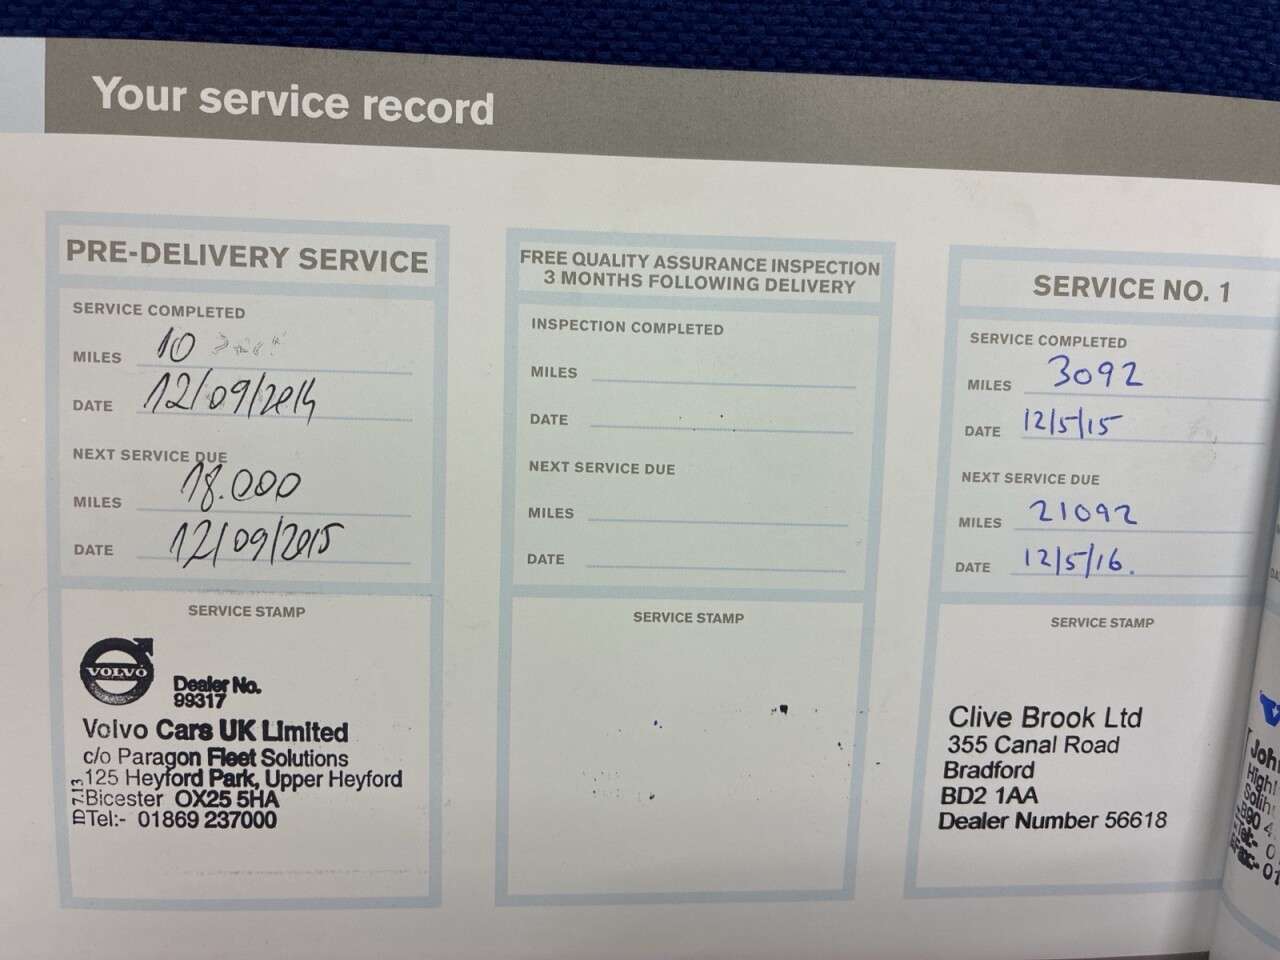 Your service record
PRE-DELIVERY SERVICE
SERVICE COMPLETED
MILES 10
DATE 12/09/2014
NEXT SERVICE DUE
MILES 18.000
DATE 12/09/2015
SERVICE STAMP
VOLVO
Dealer No.
99317
Volvo Cars UK Limited
c/o Paragon Fleet Solutions
125 Heyford Park, Upper Heyford
Bicester OX25 5HA
Tel:- 01869 237000
FREE QUALITY ASSURANCE INSPECTION
3 MONTHS FOLLOWING DELIVERY
INSPECTION COMPLETED
MILES
DATE
NEXT SERVICE DUE
MILES
DATE
SERVICE STAMP
SERVICE NO. 1
SERVICE COMPLETED
MILES 3092
DATE 12/5/15
NEXT SERVICE DUE
MILES 21092
DATE 12/5/16.
SERVICE STAMP
Clive Brook Ltd
355 Canal Road
Bradford
BD2 1AA
Dealer Number 56618